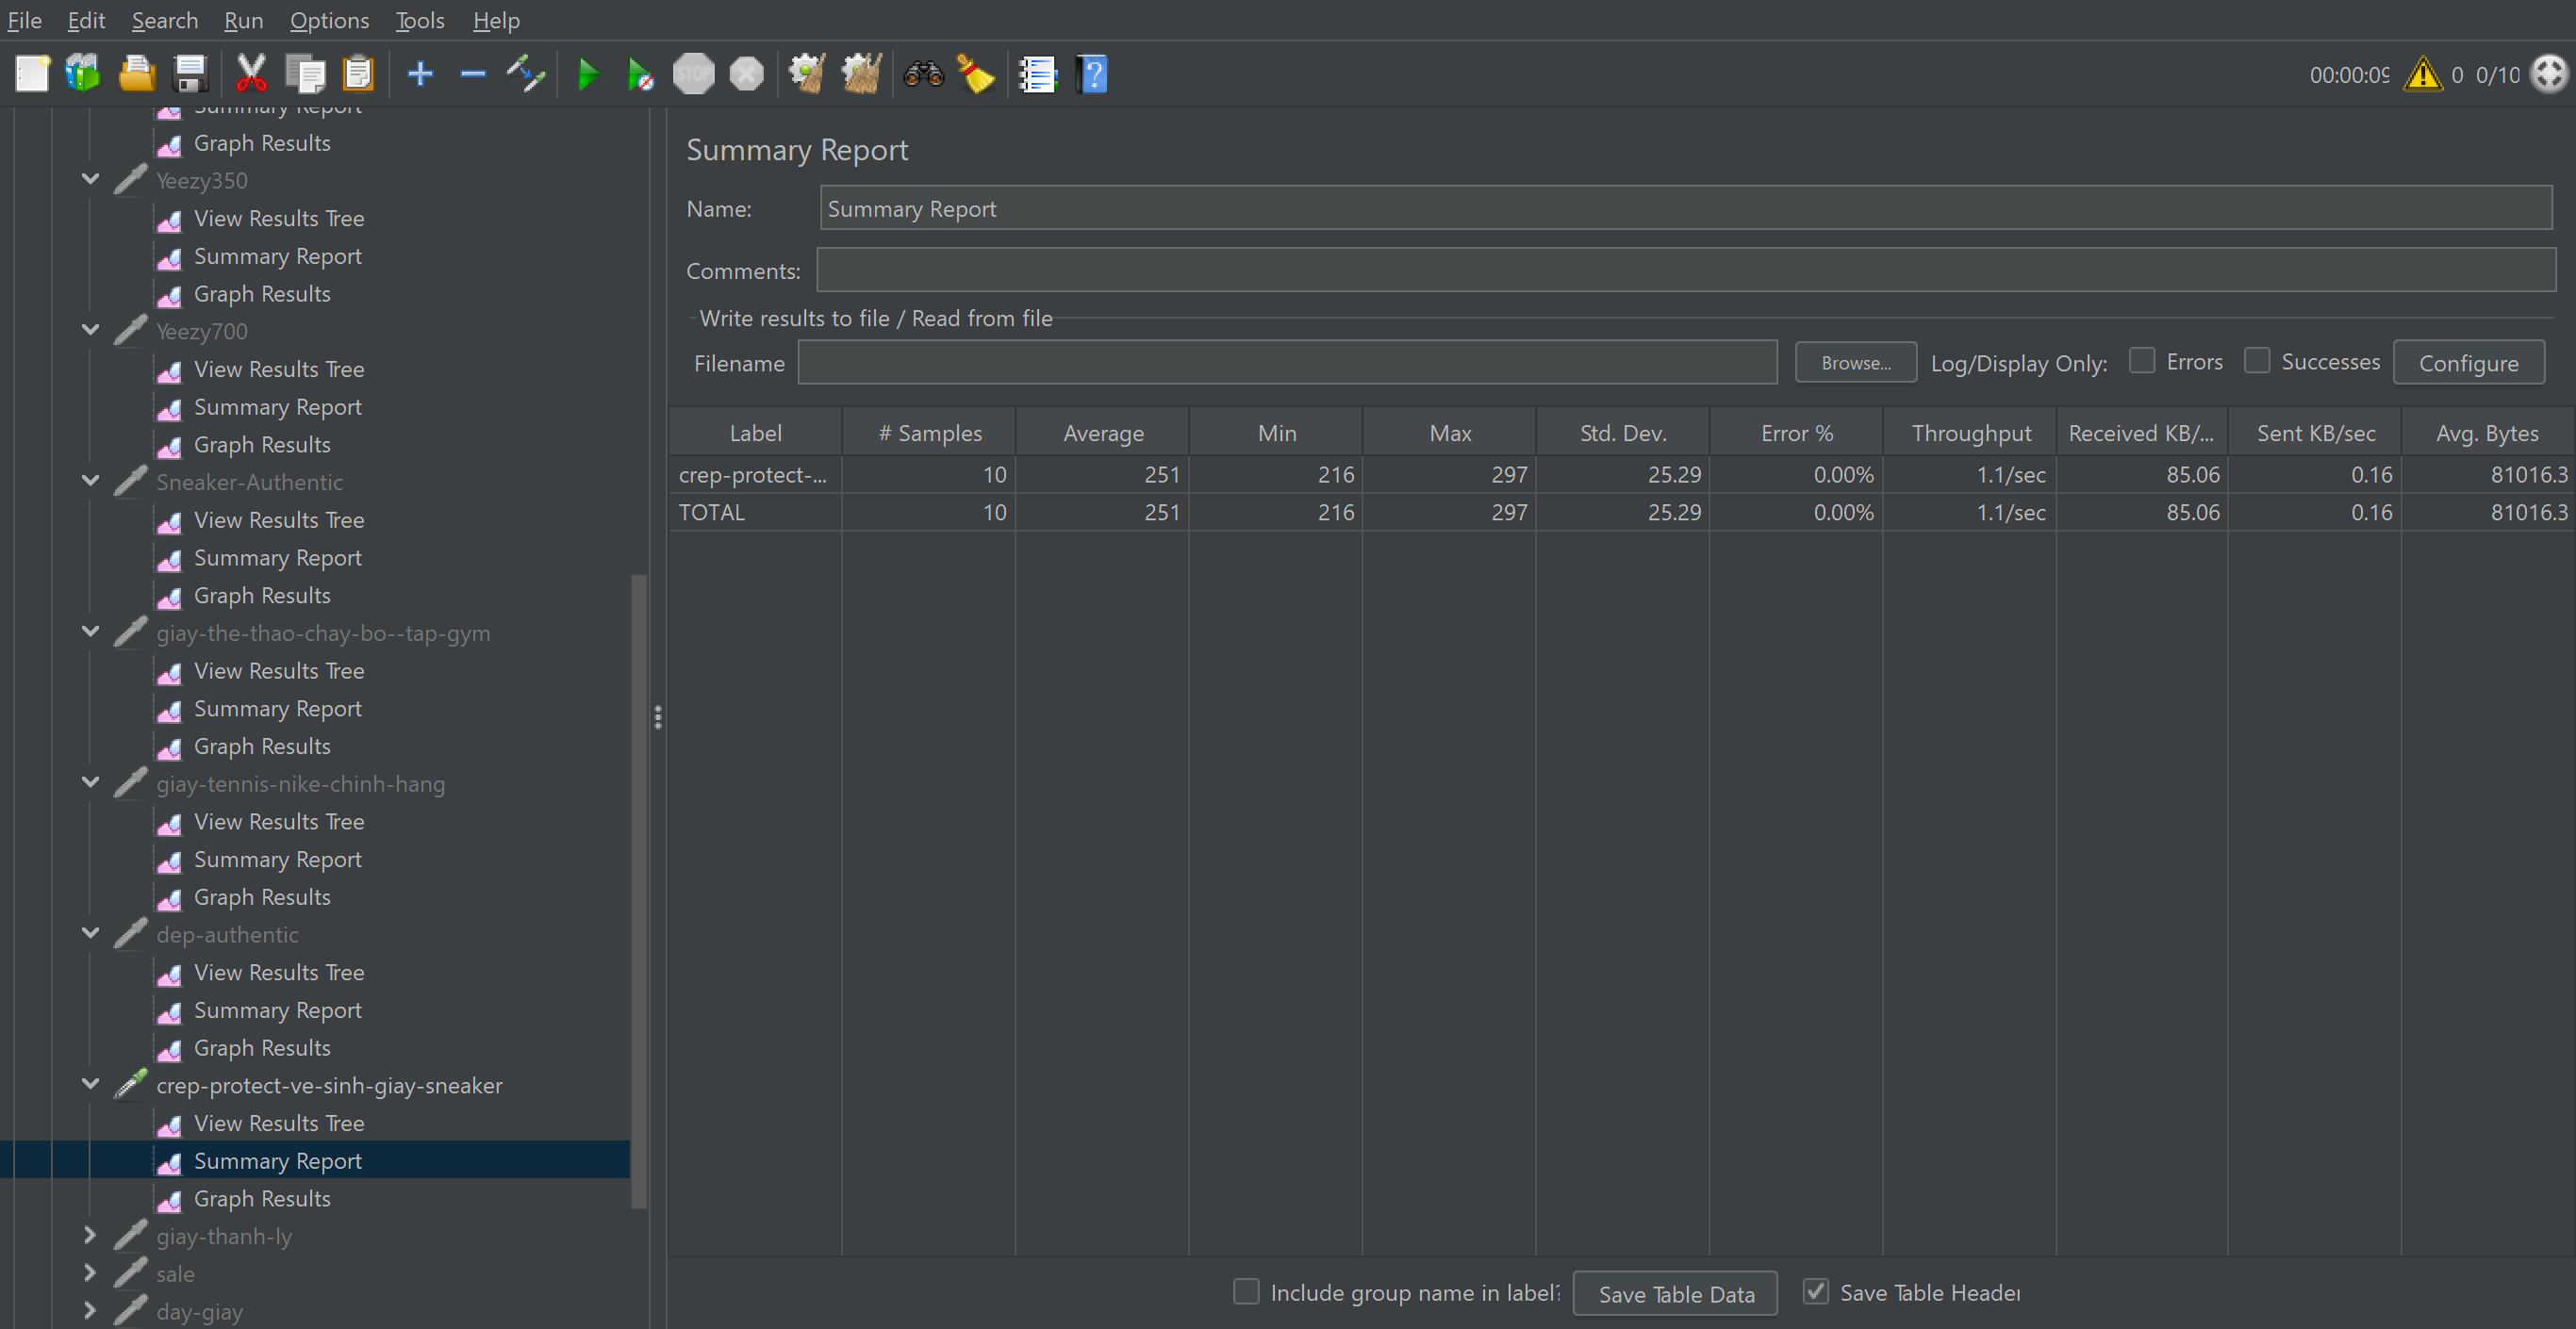 File Edit Search Run Options Tools Help
STOP
00:00:09 0 0/10
Summary Report
Graph Results
Yeezy350
View Results Tree
Summary Report
Graph Results
Yeezy700
View Results Tree
Summary Report
Graph Results
Sneaker-Authentic
View Results Tree
Summary Report
Graph Results
giay-the-thao-chay-bo--tap-gym
View Results Tree
Summary Report
Graph Results
giay-tennis-nike-chinh-hang
View Results Tree
Summary Report
Graph Results
dep-authentic
View Results Tree
Summary Report
Graph Results
crep-protect-ve-sinh-giay-sneaker
View Results Tree
Summary Report
Graph Results
giay-thanh-ly
sale
day-giay
Summary Report
Name: Summary Report
Comments:
Write results to file / Read from file
Filename Browse... Log/Display Only: Errors Successes Configure
Label # Samples Average Min Max Std. Dev. Error % Throughput Received KB/... Sent KB/sec Avg. Bytes
crep-protect-... 10 251 216 297 25.29 0.00% 1.1/sec 85.06 0.16 81016.3
TOTAL 10 251 216 297 25.29 0.00% 1.1/sec 85.06 0.16 81016.3
Include group name in label? Save Table Data Save Table Header